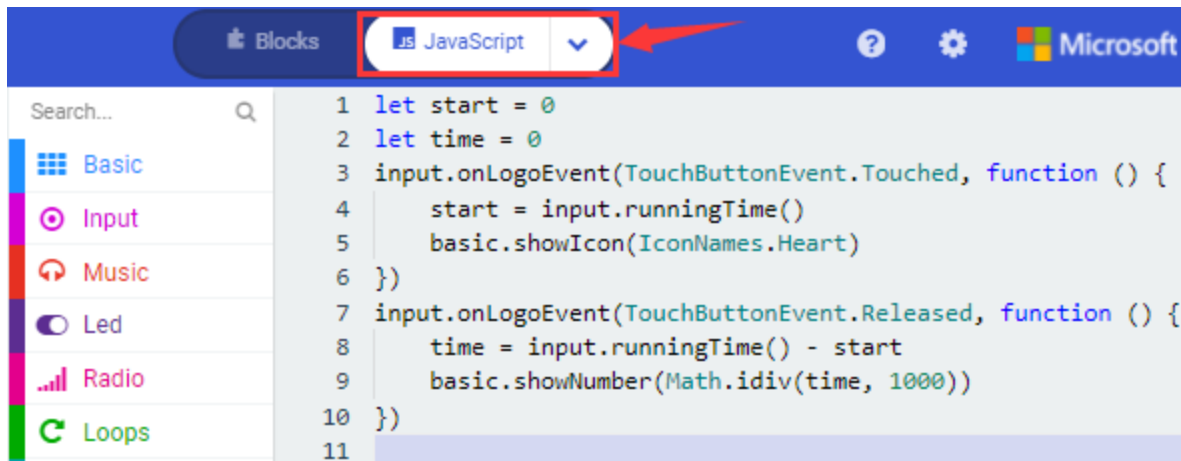 Blocks
JS JavaScript
?
Microsoft
Search...
Basic
Input
Music
Led
Radio
Loops
1 let start = 0
2 let time = 0
3 input.onLogoEvent(TouchButtonEvent.Touched, function () {
4     start = input.runningTime()
5     basic.showIcon(IconNames.Heart)
6 })
7 input.onLogoEvent(TouchButtonEvent.Released, function () {
8     time = input.runningTime() - start
9     basic.showNumber(Math.idiv(time, 1000))
10 })
11